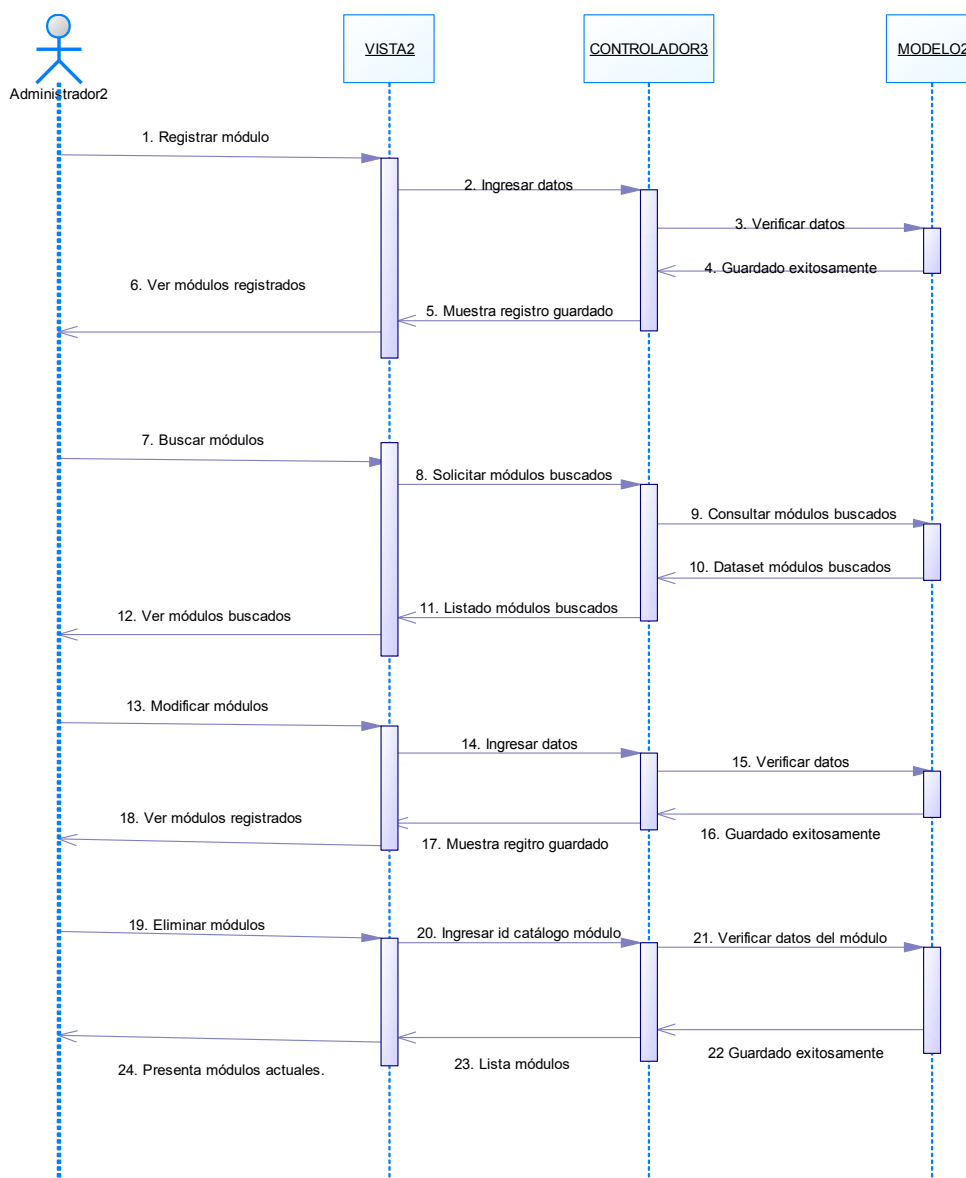 VISTA2
CONTROLADOR3
MODELO2
Administrador2
1. Registrar módulo
2. Ingresar datos
3. Verificar datos
4. Guardado exitosamente
5. Muestra registro guardado
6. Ver módulos registrados
7. Buscar módulos
8. Solicitar módulos buscados
9. Consultar módulos buscados
10. Dataset módulos buscados
11. Listado módulos buscados
12. Ver módulos buscados
13. Modificar módulos
14. Ingresar datos
15. Verificar datos
16. Guardado exitosamente
17. Muestra regitro guardado
18. Ver módulos registrados
19. Eliminar módulos
20. Ingresar id catálogo módulo
21. Verificar datos del módulo
22 Guardado exitosamente
23. Lista módulos
24. Presenta módulos actuales.